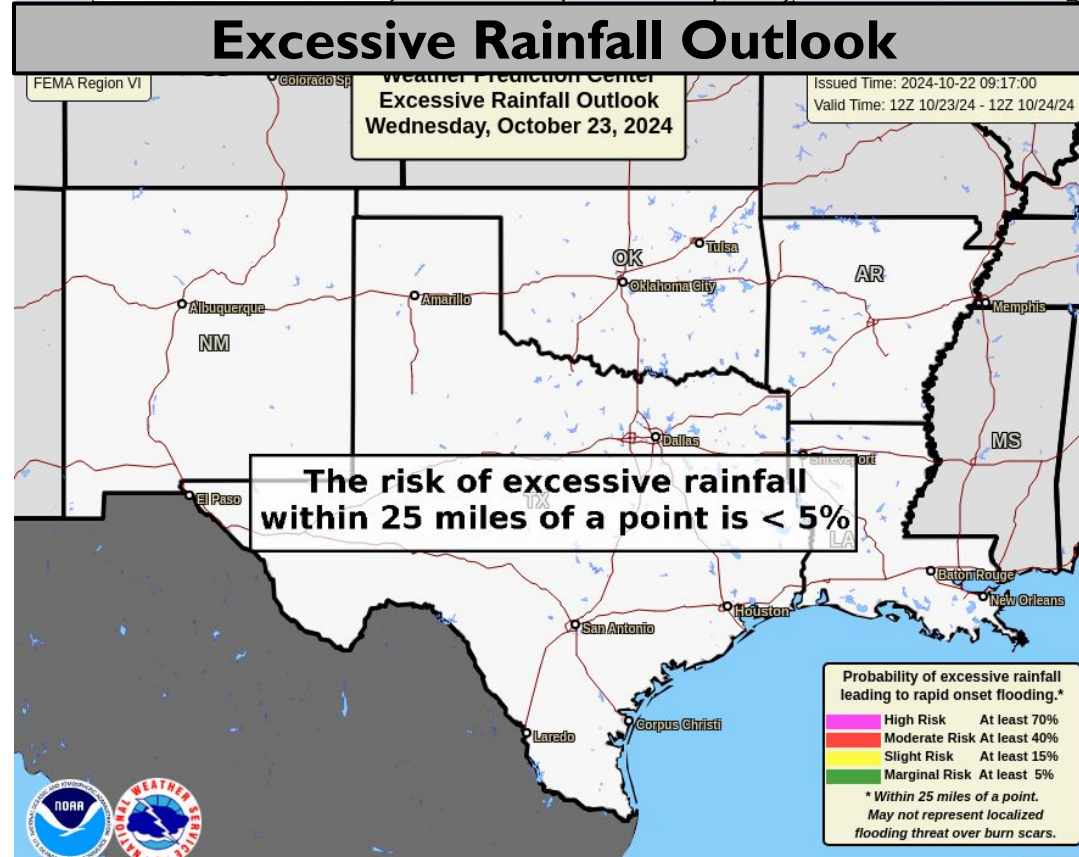 Excessive Rainfall Outlook
FEMA Region VI
Colorado Sp
Weather Prediction Center
Excessive Rainfall Outlook
Wednesday, October 23, 2024
Issued Time: 2024-10-22 09:17:00
Valid Time: 12Z 10/23/24 - 12Z 10/24/24
Tulsa
OK
Oklahoma City
AR
Amarillo
Albuquerque
Memphis
NM
Dallas
MS
Shreveport
The risk of excessive rainfall
within 25 miles of a point is < 5%
TX
LA
El Paso
Baton Rouge
New Orleans
Houston
San Antonio
Corpus Christi
Laredo
Probability of excessive rainfall
leading to rapid onset flooding.*
High Risk At least 70%
Moderate Risk At least 40%
Slight Risk At least 15%
Marginal Risk At least 5%
* Within 25 miles of a point.
May not represent localized
flooding threat over burn scars.
NOAA
NATIONAL WEATHER SERVICE